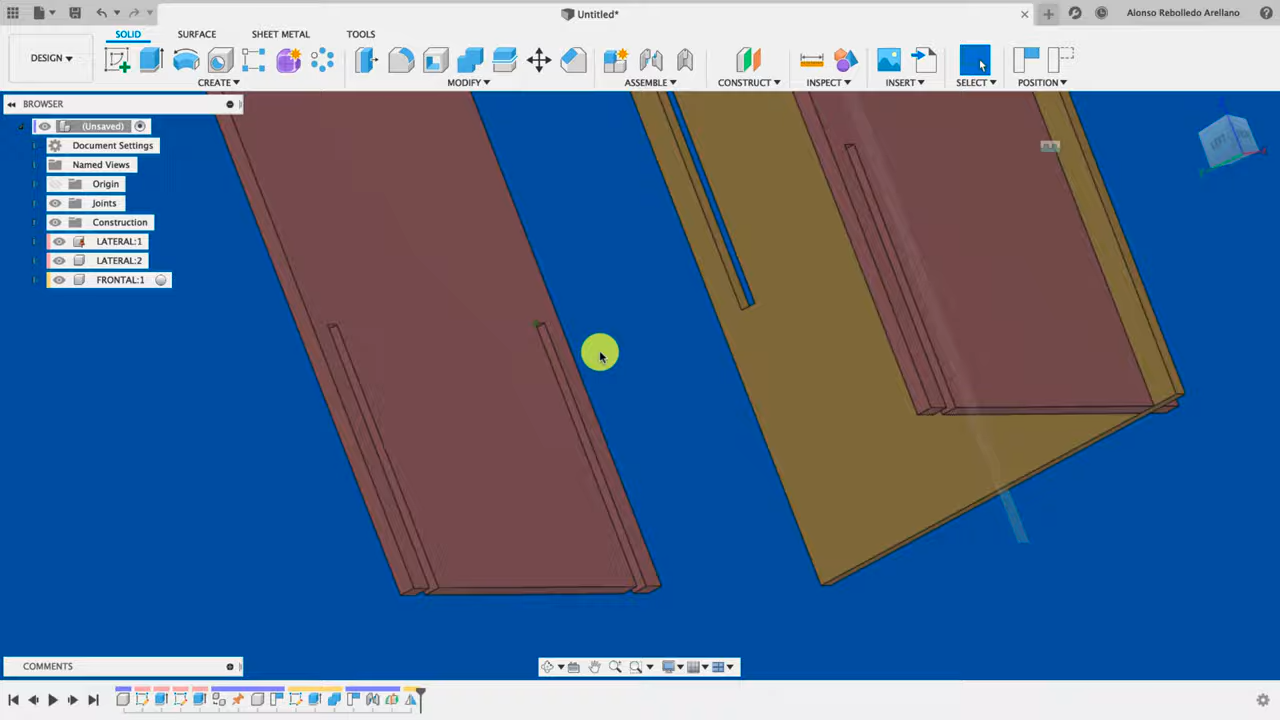 Untitled*
Alonso Rebolledo Arellano
SOLID
SURFACE
SHEET METAL
TOOLS
DESIGN
CREATE
MODIFY
ASSEMBLE
CONSTRUCT
INSPECT
INSERT
SELECT
POSITION
BROWSER
(Unsaved)
Document Settings
Named Views
Origin
Joints
Construction
LATERAL:1
LATERAL:2
FRONTAL:1
COMMENTS